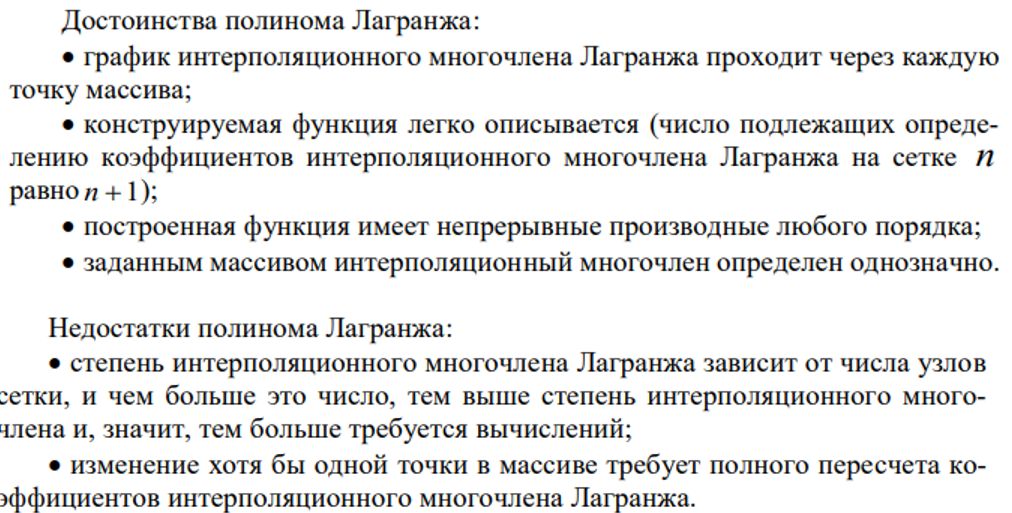 Достоинства полинома Лагранжа:
• график интерполяционного многочлена Лагранжа проходит через каждую
точку массива;
• конструируемая функция легко описывается (число подлежащих опреде-
лению коэффициентов интерполяционного многочлена Лагранжа на сетке n
равно n + 1);
• построенная функция имеет непрерывные производные любого порядка;
• заданным массивом интерполяционный многочлен определен однозначно.
Недостатки полинома Лагранжа:
• степень интерполяционного многочлена Лагранжа зависит от числа узлов
сетки, и чем больше это число, тем выше степень интерполяционного много-
члена и, значит, тем больше требуется вычислений;
• изменение хотя бы одной точки в массиве требует полного пересчета ко-
эффициентов интерполяционного многочлена Лагранжа.